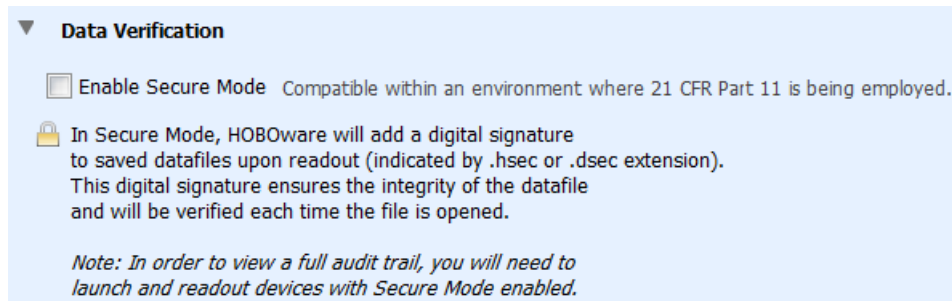 Data Verification
Enable Secure Mode Compatible within an environment where 21 CFR Part 11 is being employed.
In Secure Mode, HOBOware will add a digital signature
to saved datafiles upon readout (indicated by .hsec or .dsec extension).
This digital signature ensures the integrity of the datafile
and will be verified each time the file is opened.
Note: In order to view a full audit trail, you will need to
launch and readout devices with Secure Mode enabled.